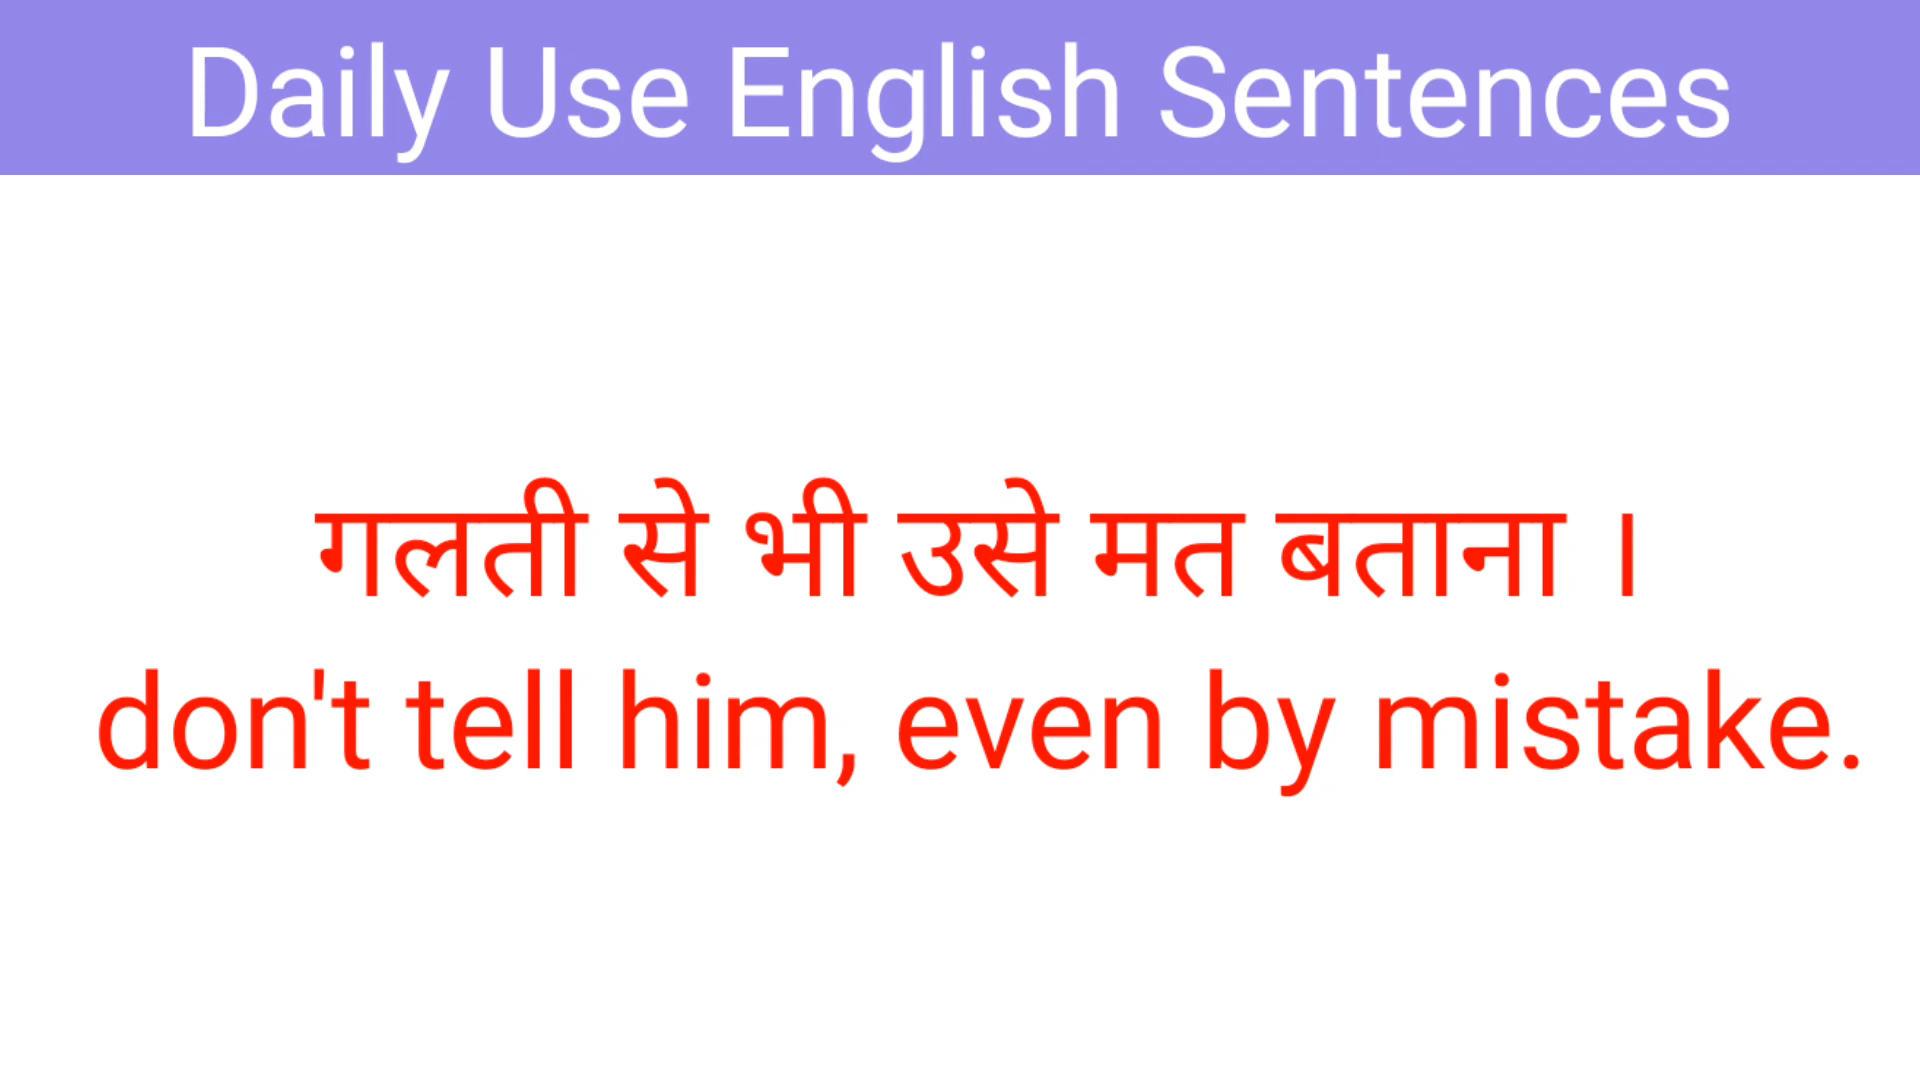 Daily Use English Sentences
गलती से भी उसे मत बताना ।
don't tell him, even by mistake.